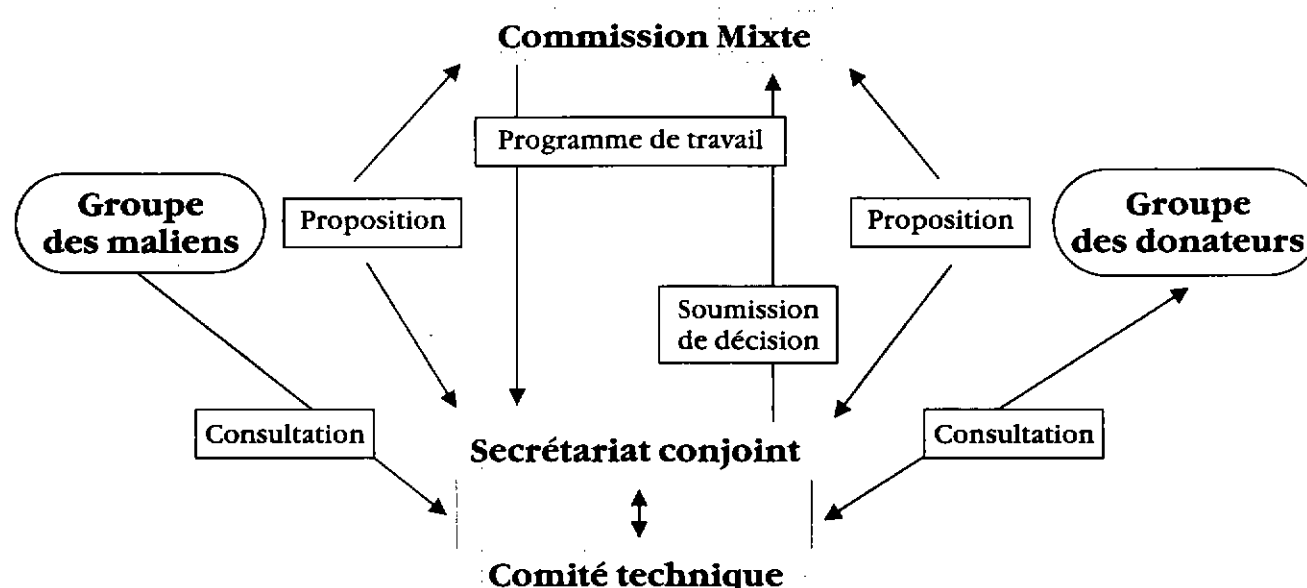 Commission Mixte
Programme de travail
Groupe
des maliens
Proposition
Proposition
Groupe
des donateurs
Soumission
de décision
Consultation
Secrétariat conjoint
Consultation
Comité technique